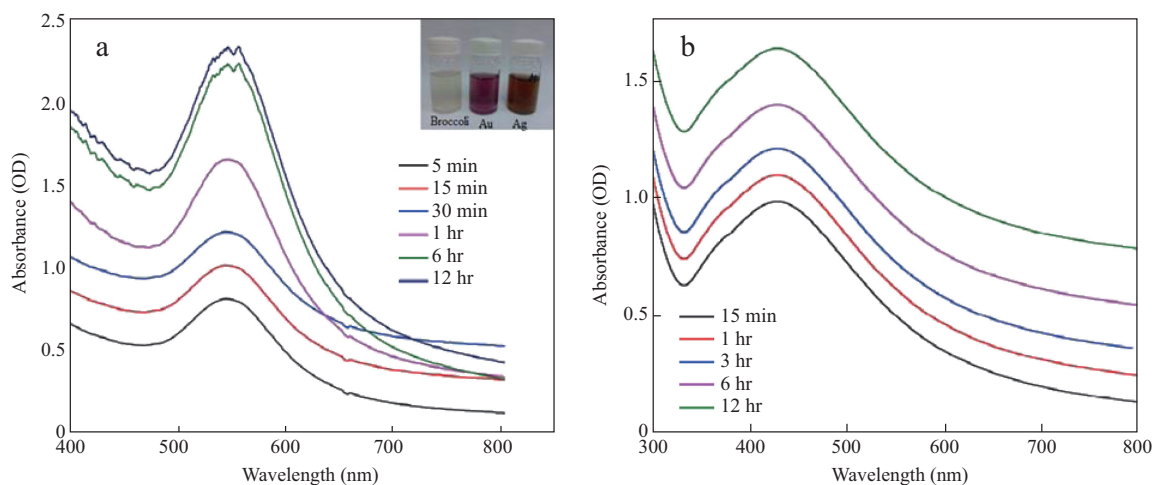 a
2.5
2.0
1.5
1.0
0.5
0
400
500
600
700
800
Absorbance (OD)
Wavelength (nm)
Broccoli Au Ag
5 min
15 min
30 min
1 hr
6 hr
12 hr
b
1.5
1.0
0.5
0
300
400
500
600
700
800
Absorbance (OD)
Wavelength (nm)
15 min
1 hr
3 hr
6 hr
12 hr